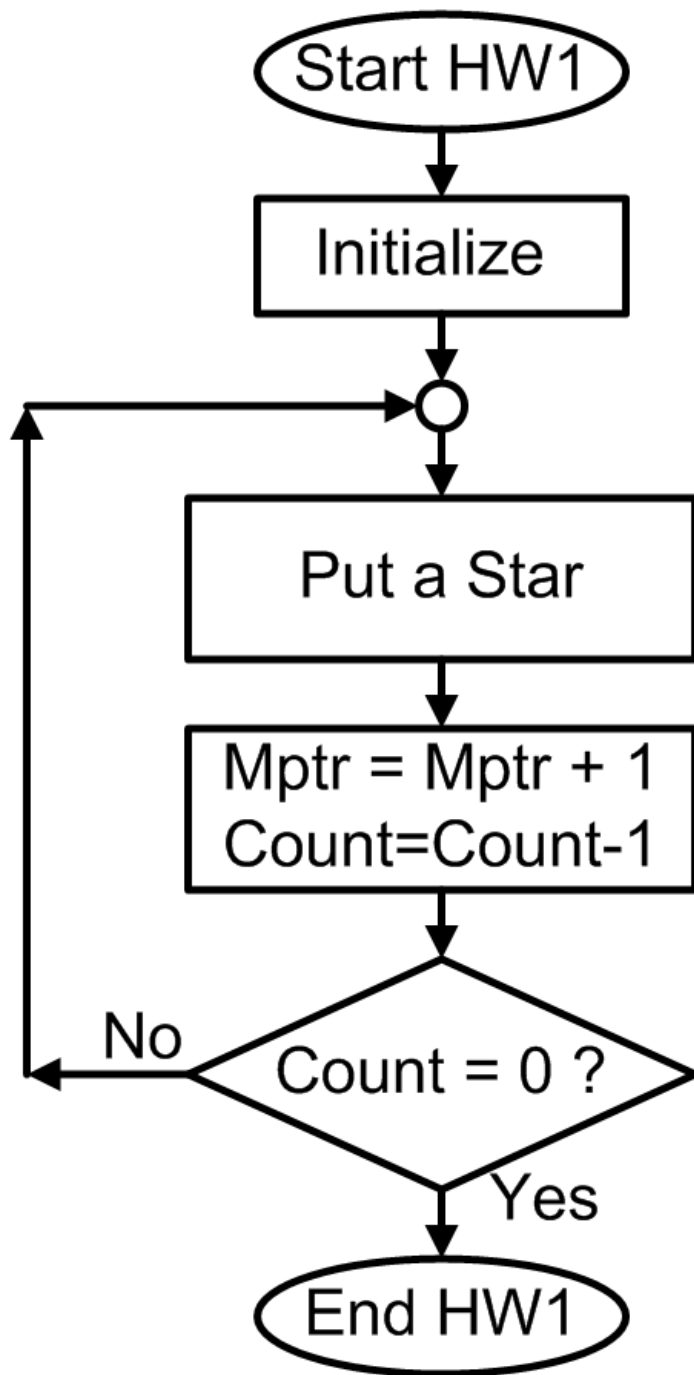 Start HW1
Initialize
Put a Star
Mptr = Mptr + 1
Count=Count-1
Count = 0 ?
No
Yes
End HW1